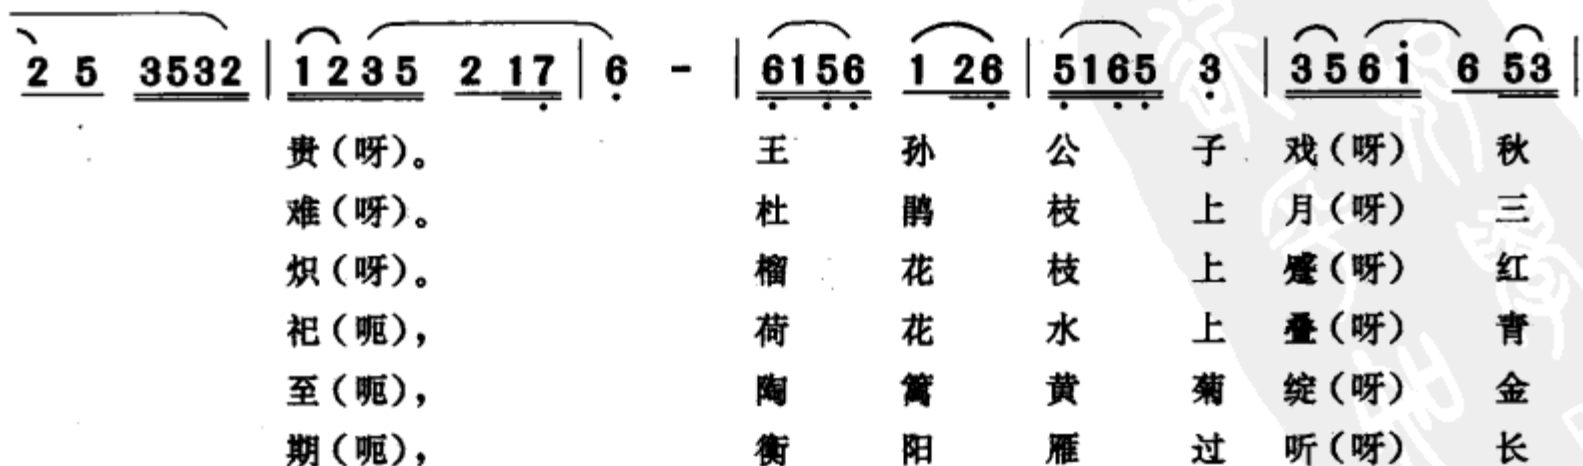 2 5 3532 | 1235 2 17 | 6 - | 6156 1 26 | 5165 3 | 3561 6 53 |
贵(呀)。 王 孙 公 子 戏(呀) 秋
难(呀)。 杜 鹃 枝 上 月(呀) 三
炽(呀)。 榴 花 枝 上 (呀) 红
祀(呃), 荷 花 水 上 叠(呀) 青
至(呃), 陶 篱 黄 菊 绽(呀) 金
期(呃), 衡 阳 雁 过 听(呀) 长